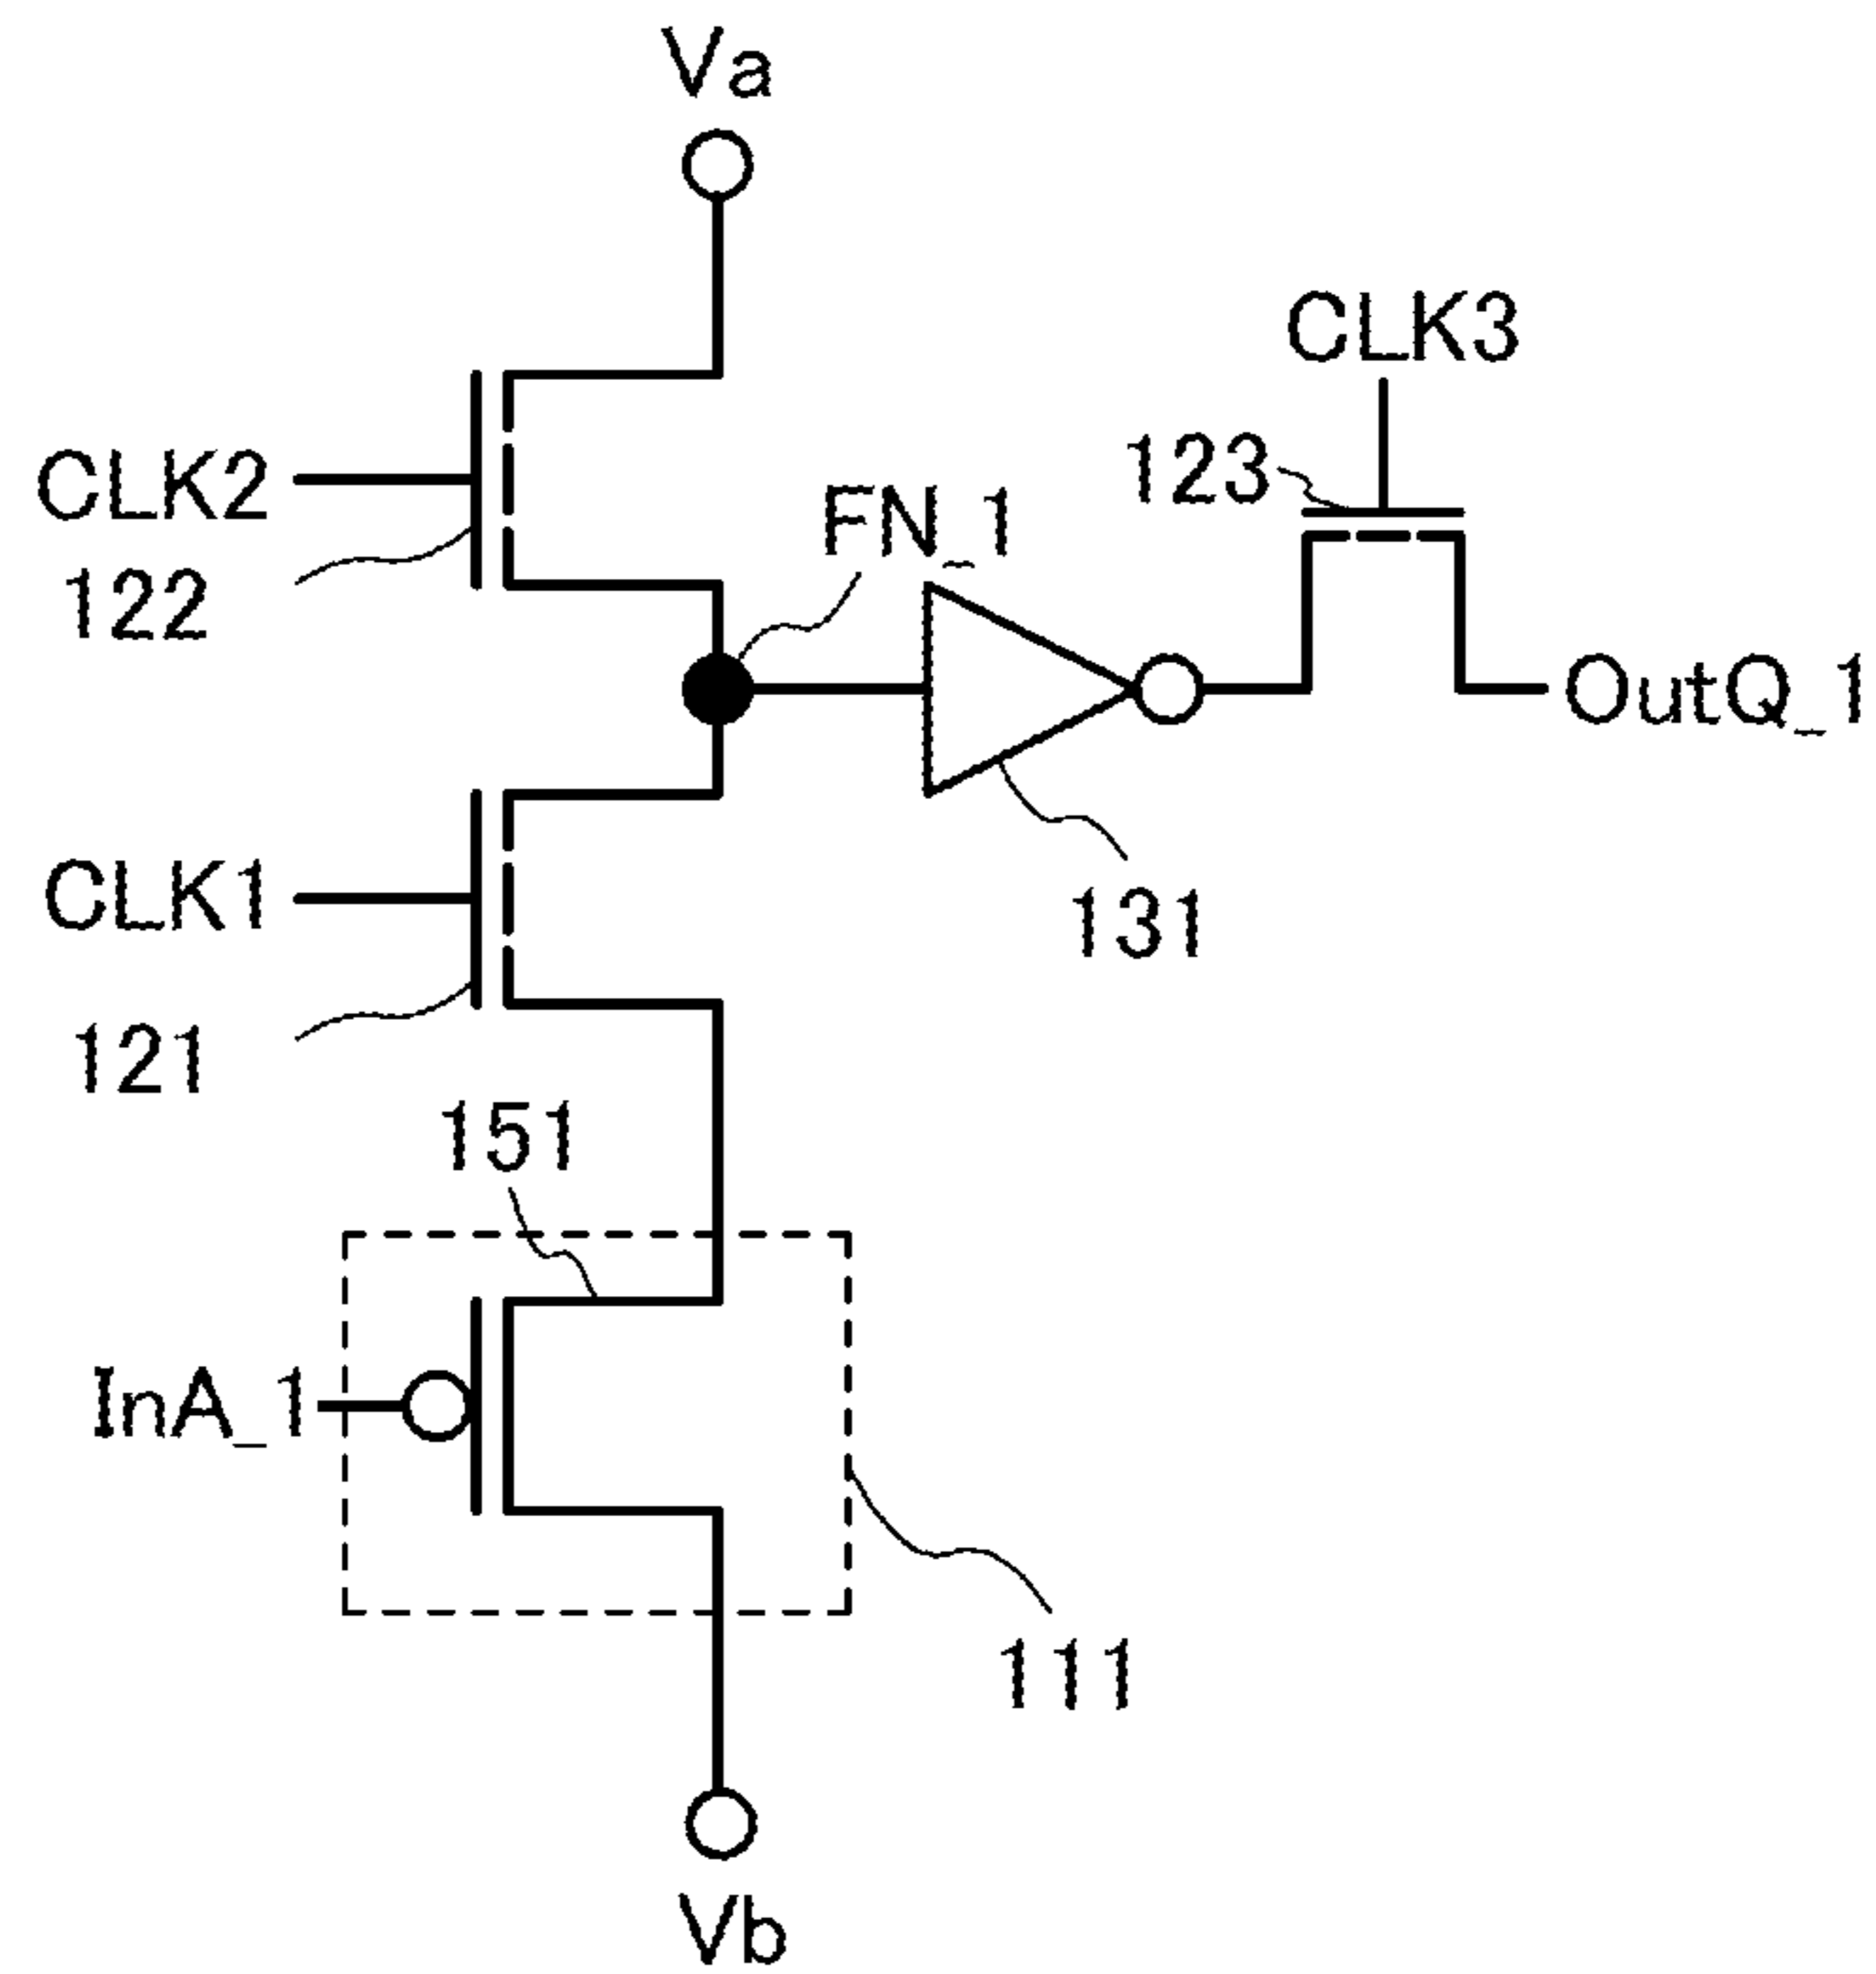 Va
CLK3
CLK2
123
FN_1
122
OutQ_1
CLK1
131
121
151
InA_1
111
Vb